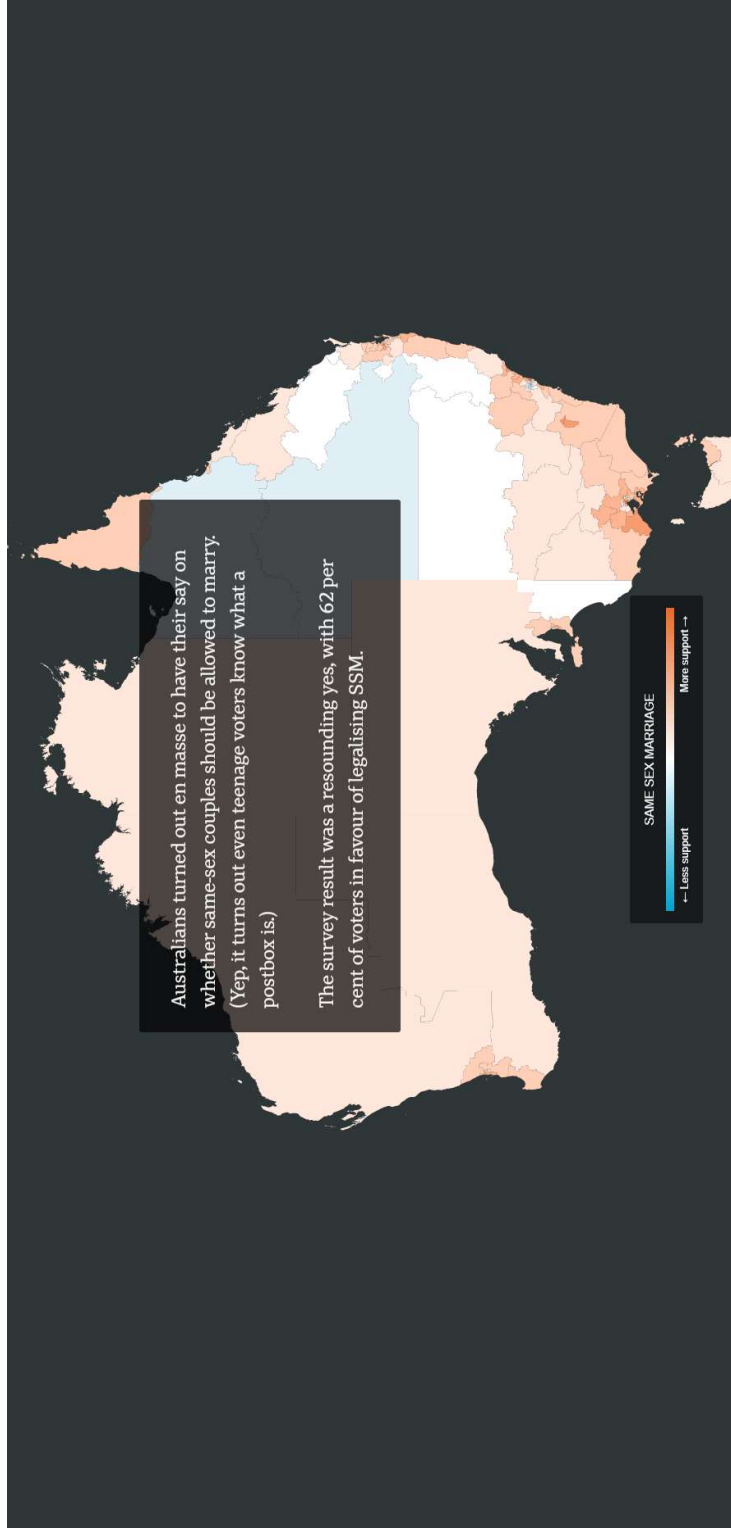 Australians turned out en masse to have their say on
whether same-sex couples should be allowed to marry.
(Yep, it turns out even teenage voters know what a
postbox is.)
The survey result was a resounding yes, with 62 per
cent of voters in favour of legalising SSM.
SAME SEX MARRIAGE
← Less support More support →